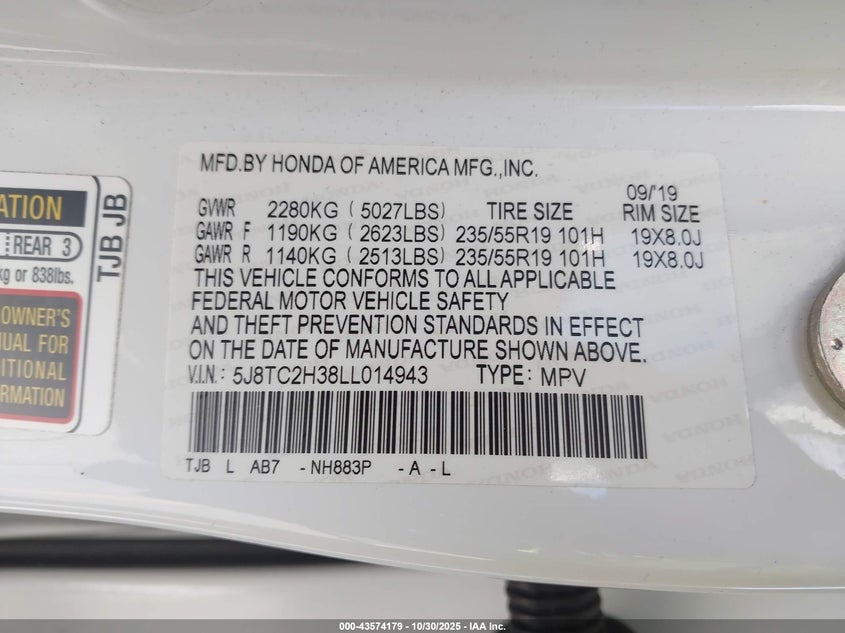 ATION
REAR 3
kg or 838lbs.
OWNER'S
FOR
TJB JB
MFD.BY HONDA OF AMERICA MFG.,INC.
09/'19
GVWR 2280KG ( 5027LBS) TIRE SIZE RIM SIZE
GAWR F 1190KG ( 2623LBS) 235/55R19 101H 19X8.0J
GAWR R 1140KG ( 2513LBS) 235/55R19 101H 19X8.0J
THIS VEHICLE CONFORMS TO ALL APPLICABLE
FEDERAL MOTOR VEHICLE SAFETY
AND THEFT PREVENTION STANDARDS IN EFFECT
ON THE DATE OF MANUFACTURE SHOWN ABOVE.
V.I.N.: 5J8TC2H38LL014943 TYPE: MPV
TJB L AB7 -NH883P -A-L
HONDA
000-43574179 - 10/30/2025 - IAA Inc.